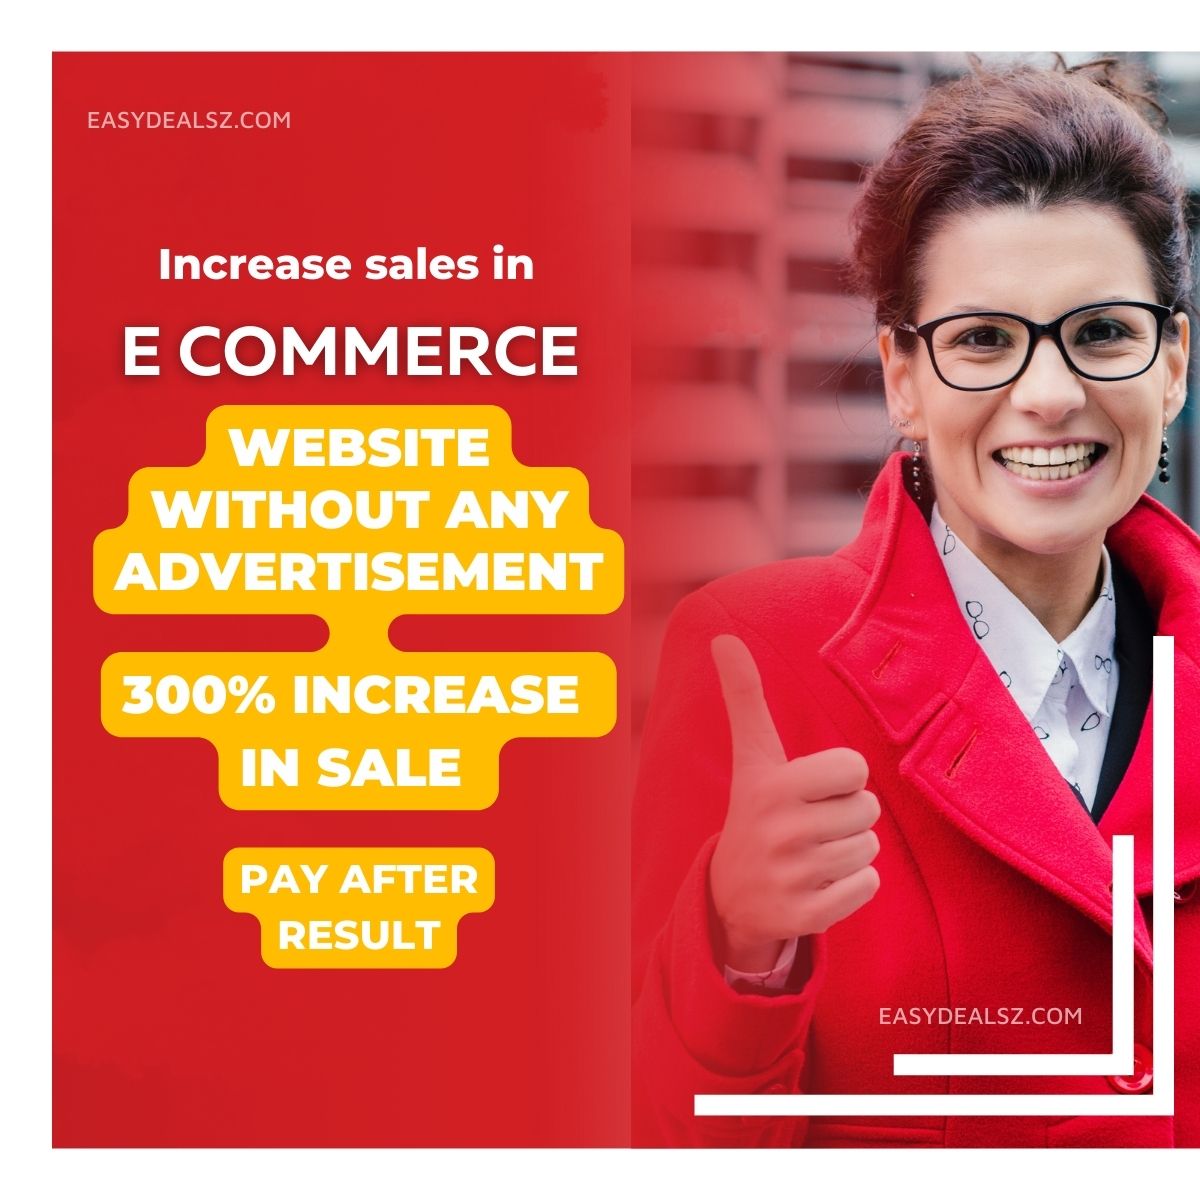 EASYDEALSZ.COM
Increase sales in
E COMMERCE
WEBSITE
WITHOUT ANY
ADVERTISEMENT
300% INCREASE
IN SALE
PAY AFTER
RESULT
EASYDEALSZ.COM